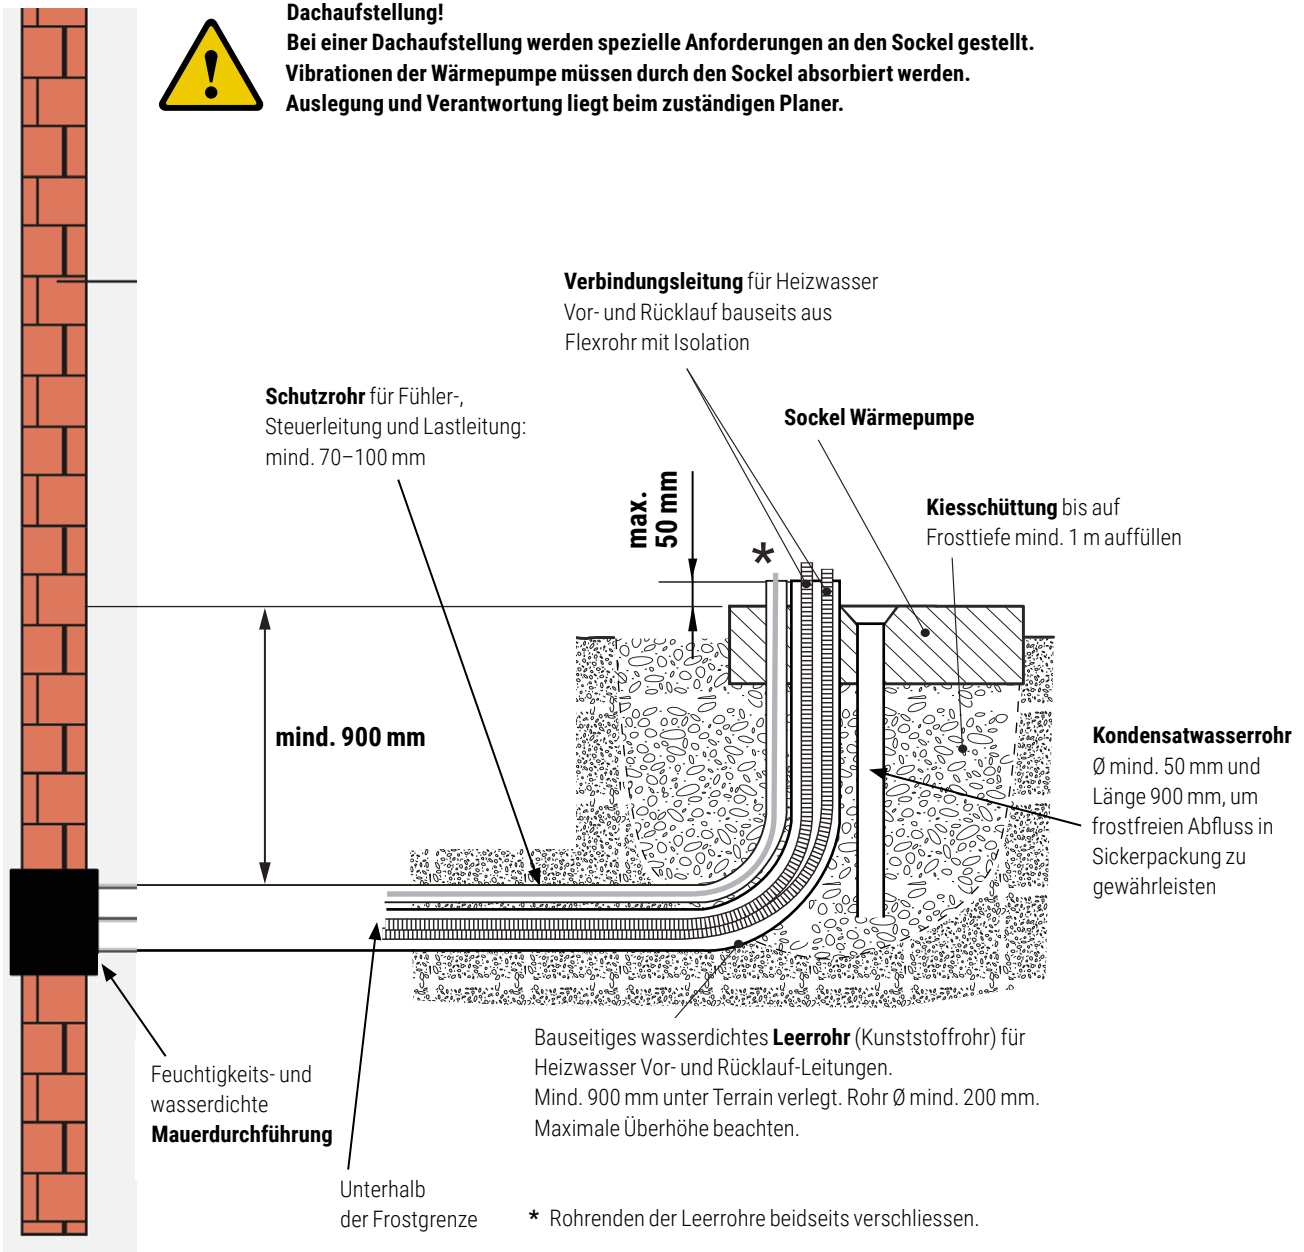 Dachaufstellung!
Bei einer Dachaufstellung werden spezielle Anforderungen an den Sockel gestellt.
Vibrationen der Wärmepumpe müssen durch den Sockel absorbiert werden.
Auslegung und Verantwortung liegt beim zuständigen Planer.
Verbindungsleitung für Heizwasser
Vor- und Rücklauf bauseits aus
Flexrohr mit Isolation
Schutzrohr für Fühler-,
Steuerleitung und Lastleitung:
mind. 70–100 mm
Sockel Wärmepumpe
max.
50 mm
*
Kiesschüttung bis auf
Frosttiefe mind. 1 m auffüllen
mind. 900 mm
Kondensatwasserrohr
Ø mind. 50 mm und
Länge 900 mm, um
frostfreien Abfluss in
Sickerpackung zu
gewährleisten
Bauseitiges wasserdichtes Leerrohr (Kunststoffrohr) für
Heizwasser Vor- und Rücklauf-Leitungen.
Mind. 900 mm unter Terrain verlegt. Rohr Ø mind. 200 mm.
Maximale Überhöhe beachten.
Feuchtigkeits- und
wasserdichte
Mauerdurchführung
Unterhalb
der Frostgrenze
* Rohrenden der Leerrohre beidseits verschliessen.